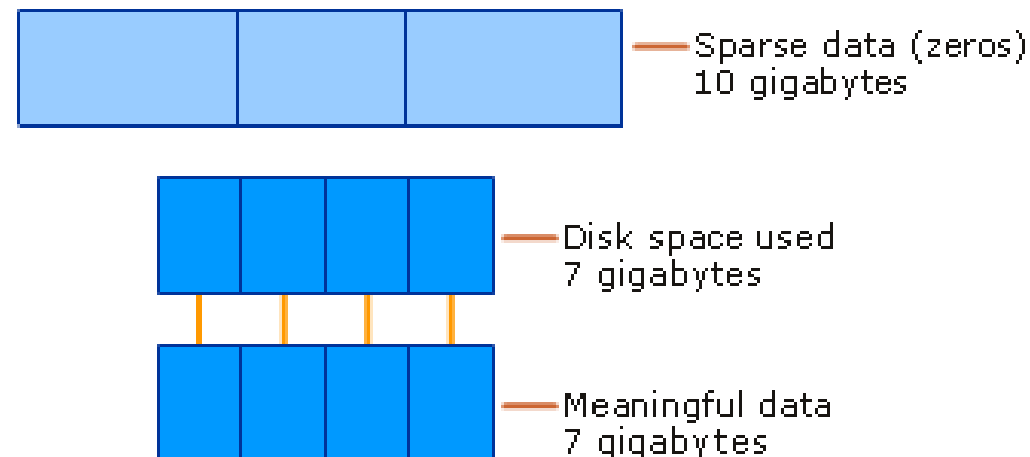 Sparse data (zeros)
10 gigabytes
Disk space used
7 gigabytes
Meaningful data
7 gigabytes